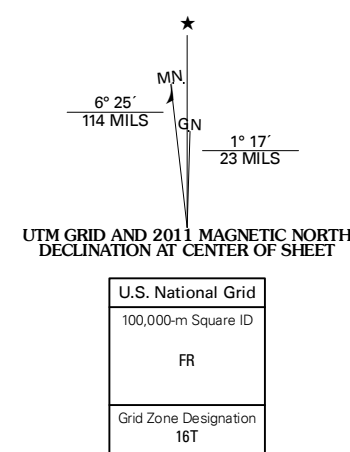 ★
MN.
6° 25´
114 MILS
GN
1° 17´
23 MILS
UTM GRID AND 2011 MAGNETIC NORTH
DECLINATION AT CENTER OF SHEET
U.S. National Grid
100,000-m Square ID
FR
Grid Zone Designation
16T